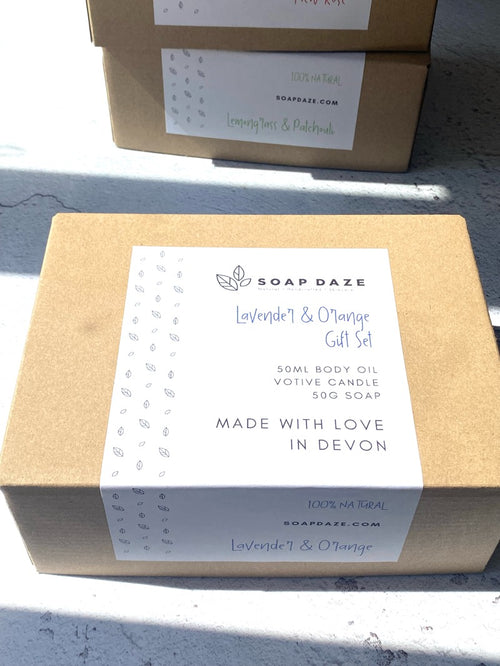 Rose
100% NATURAL
SOAPDAZE.COM
Lemongrass & Patchouli
SOAP DAZE
Lavender & Orange
Gift Set
50ML BODY OIL
VOTIVE CANDLE
50G SOAP
MADE WITH LOVE
IN DEVON
100% NATURAL
SOAPDAZE.COM
Lavender & Orange